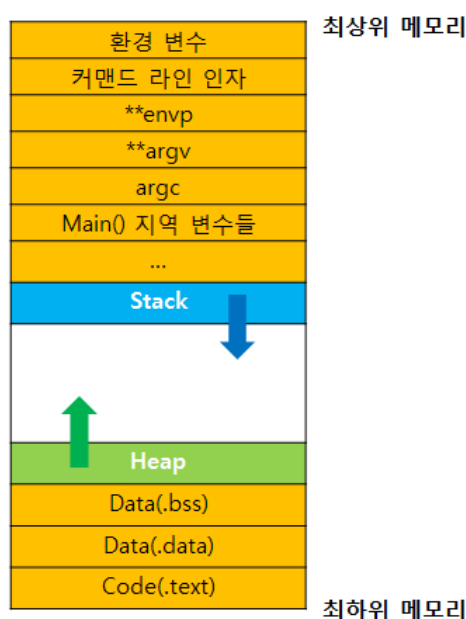 최상위 메모리
환경 변수
커맨드 라인 인자
**envp
**argv
argc
Main() 지역 변수들
...
Stack
Heap
Data(.bss)
Data(.data)
Code(.text)
최하위 메모리